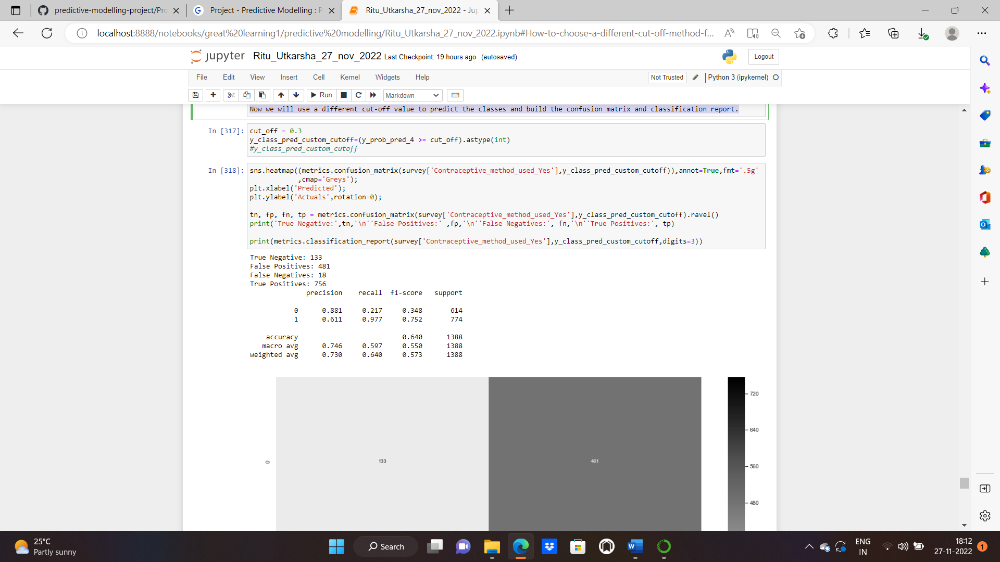 predictive-modelling-project/Pro
Project - Predictive Modelling : P
Ritu_Utkarsha_27_nov_2022 - Jup
localhost:8888/notebooks/great%20learning1/predictive%20modelling/Ritu_Utkarsha_27_nov_2022.ipynb#How-to-choose-a-different-cut-off-method-f...
jupyter Ritu_Utkarsha_27_nov_2022 Last Checkpoint: 19 hours ago (autosaved)
Logout
File Edit View Insert Cell Kernel Widgets Help
Not Trusted
Python 3 (ipykernel)
Run
Markdown
Now we will use a different cut-off value to predict the classes and build the confusion matrix and classification report.
In [317]: cut_off = 0.3
y_class_pred_custom_cutoff=(y_prob_pred_4 >= cut_off).astype(int)
#y_class_pred_custom_cutoff
In [318]: sns.heatmap((metrics.confusion_matrix(survey['Contraceptive_method_used_Yes'],y_class_pred_custom_cutoff)),annot=True,fmt='.5g'
,cmap='Greys');
plt.xlabel('Predicted');
plt.ylabel('Actuals',rotation=0);
tn, fp, fn, tp = metrics.confusion_matrix(survey['Contraceptive_method_used_Yes'],y_class_pred_custom_cutoff).ravel()
print('True Negative:',tn,'\n''False Positives:' ,fp,'\n''False Negatives:', fn,'\n''True Positives:', tp)
print(metrics.classification_report(survey['Contraceptive_method_used_Yes'],y_class_pred_custom_cutoff,digits=3))
True Negative: 133
False Positives: 481
False Negatives: 18
True Positives: 756
precision recall f1-score support
0 0.881 0.217 0.348 614
1 0.611 0.977 0.752 774
accuracy 0.640 1388
macro avg 0.746 0.597 0.550 1388
weighted avg 0.730 0.640 0.573 1388
720
640
0 133 481
560
480
25°C
Partly sunny
Search
ENG
IN
18:12
27-11-2022
1